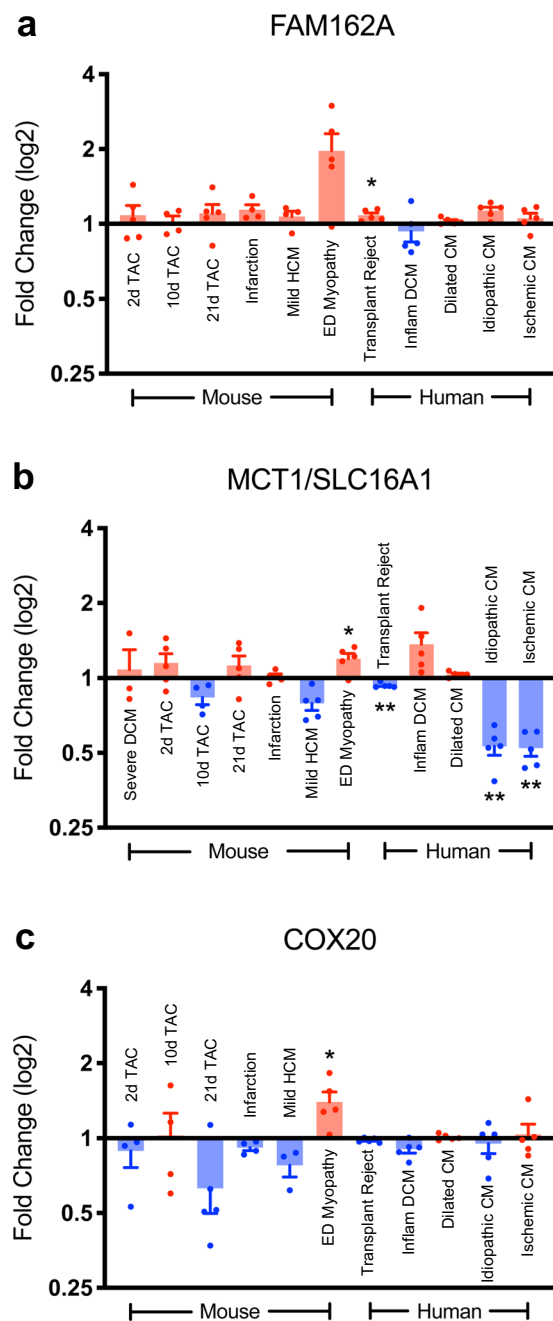 a
FAM162A
Fold Change (log2)
4
2
1
0.5
0.25
*
2d TAC
10d TAC
21d TAC
Infarction
Mild HCM
ED Myopathy
Transplant Reject
Inflam DCM
Dilated CM
Idiopathic CM
Ischemic CM
Mouse
Human
b
MCT1/SLC16A1
Fold Change (log2)
4
2
1
0.5
0.25
Severe DCM
2d TAC
10d TAC
21d TAC
Infarction
Mild HCM
ED Myopathy
*
Transplant Reject
**
Inflam DCM
Dilated CM
Idiopathic CM
**
Ischemic CM
**
Mouse
Human
c
COX20
Fold Change (log2)
4
2
1
0.5
0.25
2d TAC
10d TAC
21d TAC
Infarction
Mild HCM
*
ED Myopathy
Transplant Reject
Inflam DCM
Dilated CM
Idiopathic CM
Ischemic CM
Mouse
Human